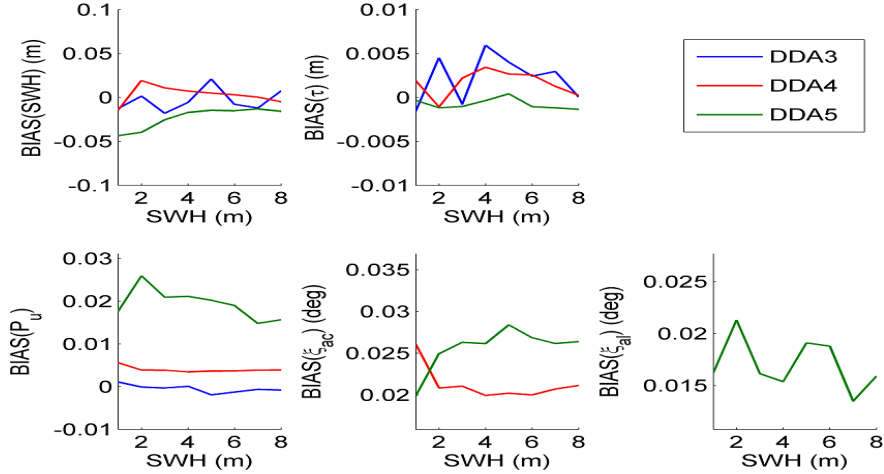 BIAS(SWH) (m)
0.1
0.05
0
-0.05
-0.1
2 4 6 8
SWH (m)
BIAS(τ) (m)
0.01
0.005
0
-0.005
-0.01
2 4 6 8
SWH (m)
DDA3
DDA4
DDA5
BIAS(Pu)
0.03
0.02
0.01
0
-0.01
2 4 6 8
SWH (m)
BIAS(ξac) (deg)
0.035
0.03
0.025
0.02
2 4 6 8
SWH (m)
BIAS(ξal) (deg)
0.025
0.02
0.015
2 4 6 8
SWH (m)